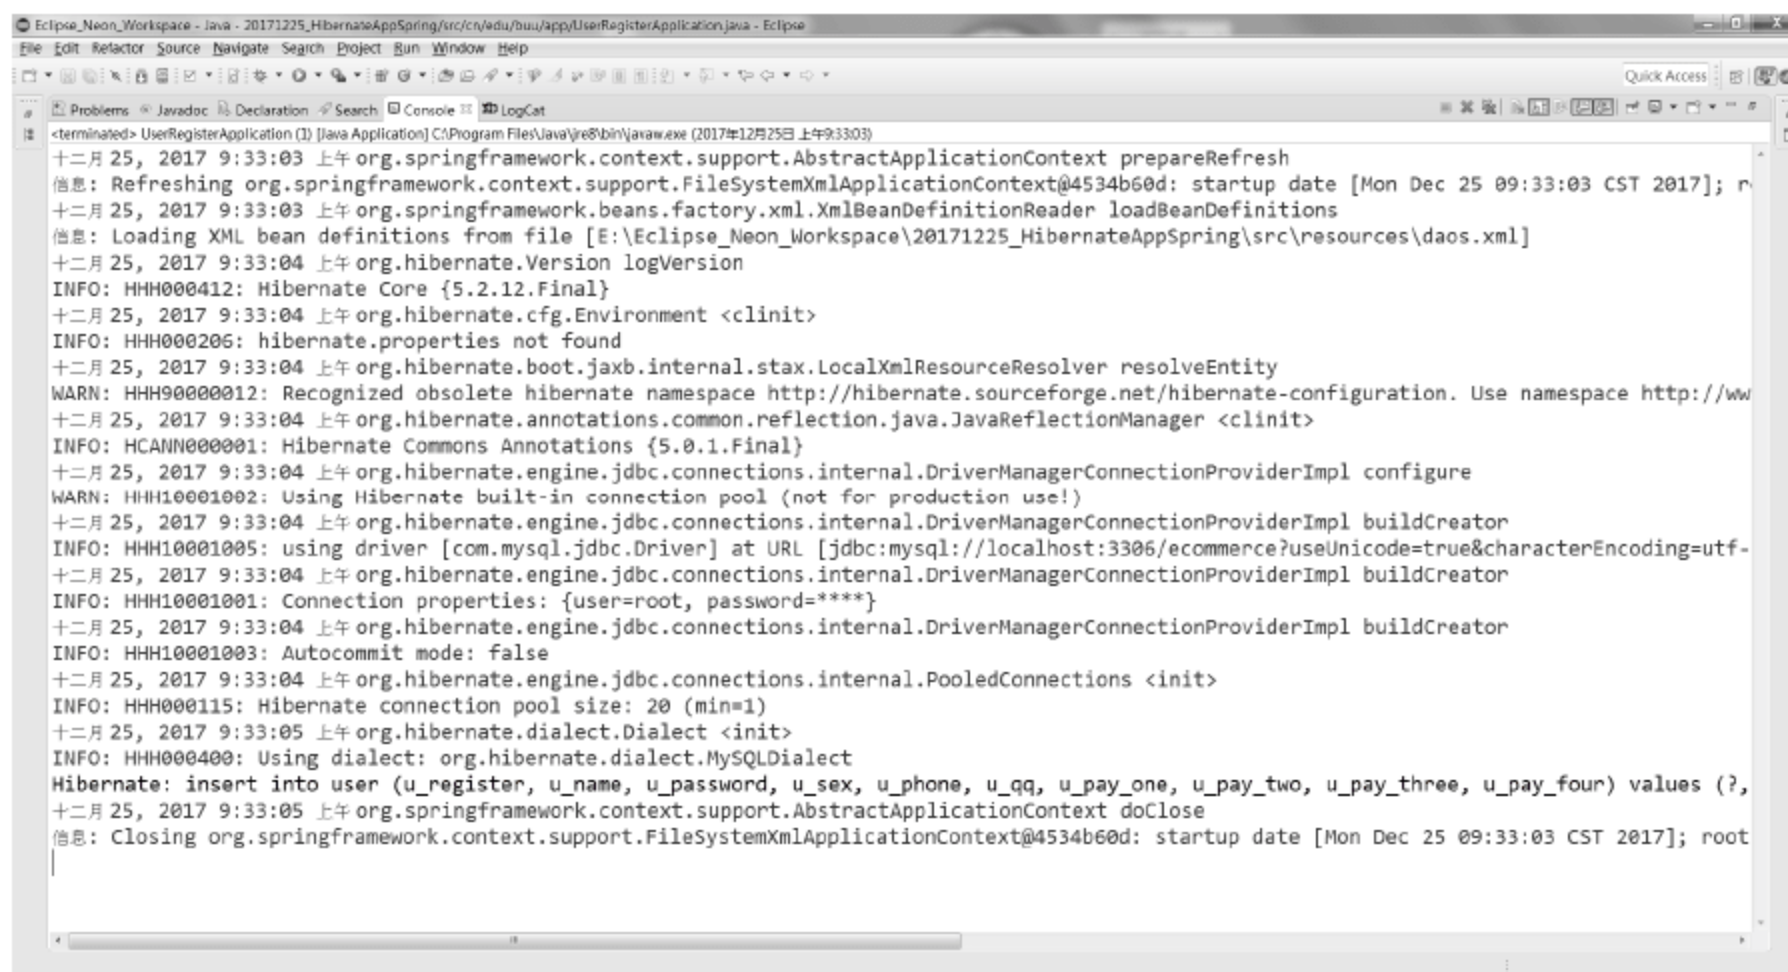 Eclipse_Neon_Workspace - Java - 20171225_HibernateAppSpring/src/cn/edu/buu/app/UserRegisterApplication.java - Eclipse
File Edit Refactor Source Navigate Search Project Run Window Help
Quick Access
Problems Javadoc Declaration Search Console LogCat
<terminated> UserRegisterApplication (1) [Java Application] C:\Program Files\Java\jre8\bin\javaw.exe (2017年12月25日 上午9:33:03)
十二月 25, 2017 9:33:03 上午 org.springframework.context.support.AbstractApplicationContext prepareRefresh
信息: Refreshing org.springframework.context.support.FileSystemXmlApplicationContext@4534b60d: startup date [Mon Dec 25 09:33:03 CST 2017]; r
十二月 25, 2017 9:33:03 上午 org.springframework.beans.factory.xml.XmlBeanDefinitionReader loadBeanDefinitions
信息: Loading XML bean definitions from file [E:\Eclipse_Neon_Workspace\20171225_HibernateAppSpring\src\resources\daos.xml]
十二月 25, 2017 9:33:04 上午 org.hibernate.Version logVersion
INFO: HHH000412: Hibernate Core {5.2.12.Final}
十二月 25, 2017 9:33:04 上午 org.hibernate.cfg.Environment <clinit>
INFO: HHH000206: hibernate.properties not found
十二月 25, 2017 9:33:04 上午 org.hibernate.boot.jaxb.internal.stax.LocalXmlResourceResolver resolveEntity
WARN: HHH90000012: Recognized obsolete hibernate namespace http://hibernate.sourceforge.net/hibernate-configuration. Use namespace http://ww
十二月 25, 2017 9:33:04 上午 org.hibernate.annotations.common.reflection.java.JavaReflectionManager <clinit>
INFO: HCANN000001: Hibernate Commons Annotations {5.0.1.Final}
十二月 25, 2017 9:33:04 上午 org.hibernate.engine.jdbc.connections.internal.DriverManagerConnectionProviderImpl configure
WARN: HHH10001002: Using Hibernate built-in connection pool (not for production use!)
十二月 25, 2017 9:33:04 上午 org.hibernate.engine.jdbc.connections.internal.DriverManagerConnectionProviderImpl buildCreator
INFO: HHH10001005: using driver [com.mysql.jdbc.Driver] at URL [jdbc:mysql://localhost:3306/ecommerce?useUnicode=true&characterEncoding=utf-
十二月 25, 2017 9:33:04 上午 org.hibernate.engine.jdbc.connections.internal.DriverManagerConnectionProviderImpl buildCreator
INFO: HHH10001001: Connection properties: {user=root, password=****}
十二月 25, 2017 9:33:04 上午 org.hibernate.engine.jdbc.connections.internal.DriverManagerConnectionProviderImpl buildCreator
INFO: HHH10001003: Autocommit mode: false
十二月 25, 2017 9:33:04 上午 org.hibernate.engine.jdbc.connections.internal.PooledConnections <init>
INFO: HHH000115: Hibernate connection pool size: 20 (min=1)
十二月 25, 2017 9:33:05 上午 org.hibernate.dialect.Dialect <init>
INFO: HHH000400: Using dialect: org.hibernate.dialect.MySQLDialect
Hibernate: insert into user (u_register, u_name, u_password, u_sex, u_phone, u_qq, u_pay_one, u_pay_two, u_pay_three, u_pay_four) values (?,
十二月 25, 2017 9:33:05 上午 org.springframework.context.support.AbstractApplicationContext doClose
信息: Closing org.springframework.context.support.FileSystemXmlApplicationContext@4534b60d: startup date [Mon Dec 25 09:33:03 CST 2017]; root